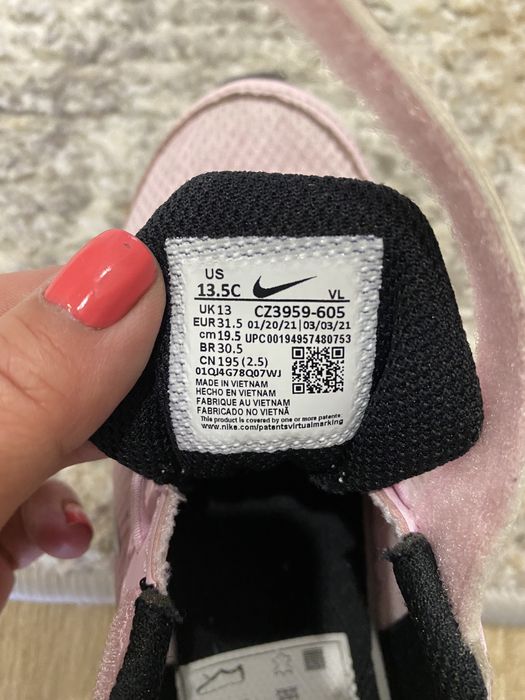 US
13.5C VL
UK 13 CZ3959-605
EUR 31.5 01/20/21 | 03/03/21
cm 19.5 UPC00194957480753
BR 30.5
CN 195 (2.5)
01QJ4G78Q07WJ
MADE IN VIETNAM
HECHO EN VIETNAM
FABRIQUE AU VIETNAM
FABRICADO NO VIETNÃ
This product is covered by one or more patents.
www.nike.com/patentsvirtualmarking